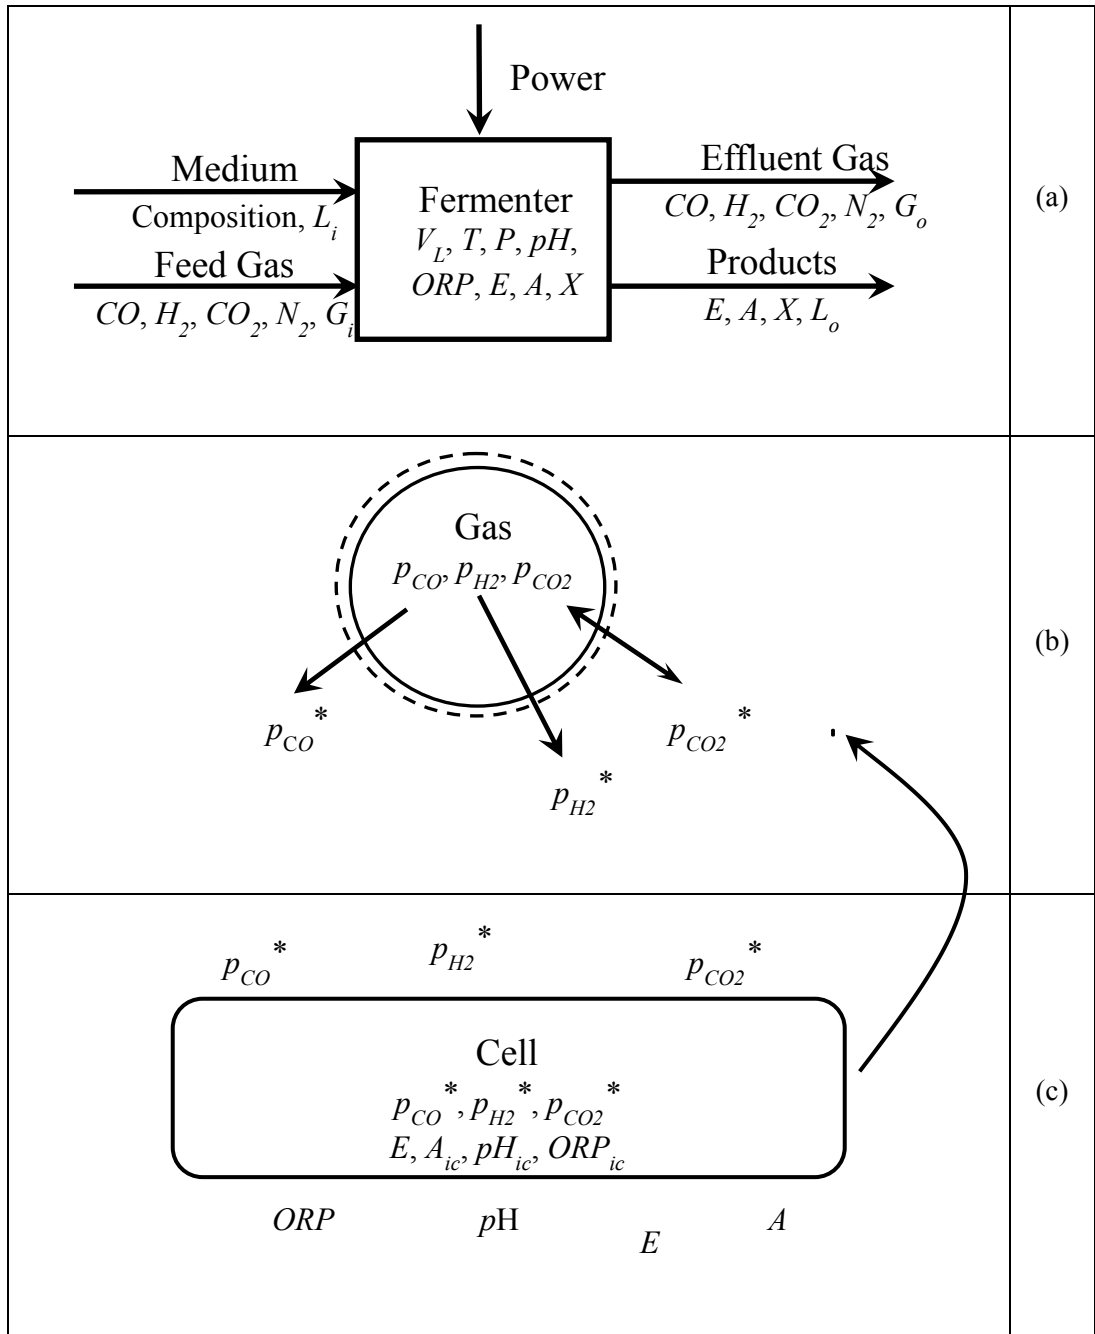 Power
Medium
Composition, L_i
Feed Gas
CO, H_2, CO_2, N_2, G_i
Fermenter
V_L, T, P, pH,
ORP, E, A, X
Effluent Gas
CO, H_2, CO_2, N_2, G_o
Products
E, A, X, L_o
(a)
Gas
p_CO, p_H2, p_CO2
p_CO*
p_H2*
p_CO2*
(b)
p_CO*
p_H2*
p_CO2*
Cell
p_CO*, p_H2*, p_CO2*
E, A_ic, pH_ic, ORP_ic
ORP
pH
E
A
(c)